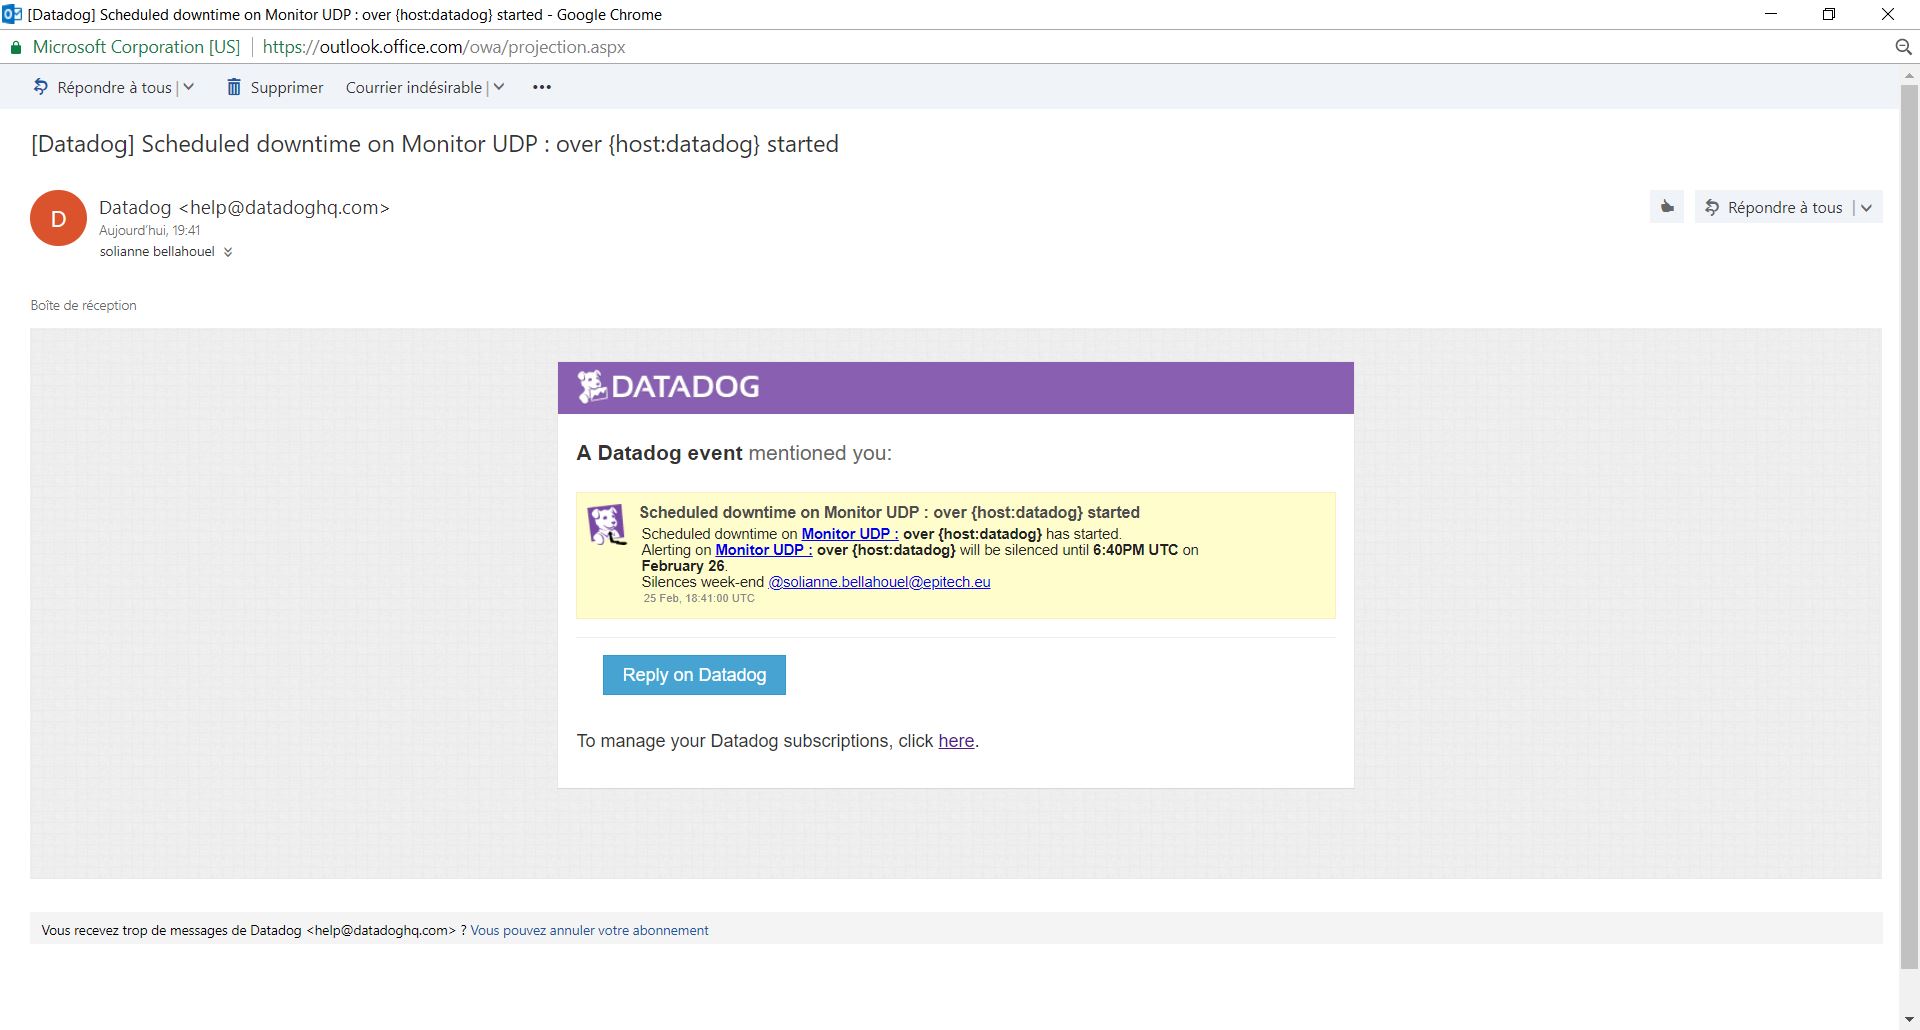 [Datadog] Scheduled downtime on Monitor UDP : over {host:datadog} started - Google Chrome
Microsoft Corporation [US] | https://outlook.office.com/owa/projection.aspx
Répondre à tous | Supprimer Courrier indésirable | •••
[Datadog] Scheduled downtime on Monitor UDP : over {host:datadog} started
D
Datadog <help@datadoghq.com>
Aujourd'hui, 19:41
solianne bellahouel
Répondre à tous |
Boîte de réception
DATADOG
A Datadog event mentioned you:
Scheduled downtime on Monitor UDP : over {host:datadog} started
Scheduled downtime on Monitor UDP : over {host:datadog} has started.
Alerting on Monitor UDP : over {host:datadog} will be silenced until 6:40PM UTC on
February 26.
Silences week-end @solianne.bellahouel@epitech.eu
25 Feb, 18:41:00 UTC
Reply on Datadog
To manage your Datadog subscriptions, click here.
Vous recevez trop de messages de Datadog <help@datadoghq.com> ? Vous pouvez annuler votre abonnement